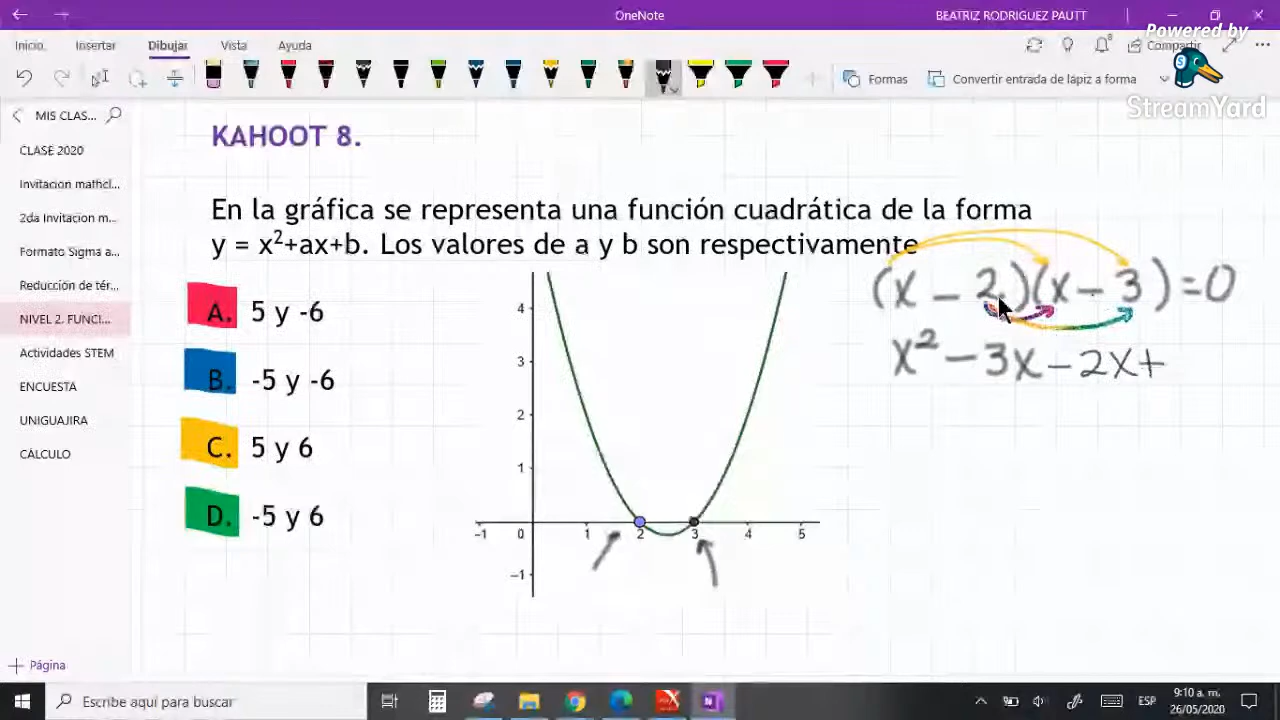 OneNote
BEATRIZ RODRIGUEZ PAUTT
Powered by
StreamYard
Inicio
Insertar
Dibujar
Vista
Ayuda
Compartir
Formas
Convertir entrada de lápiz a forma
MIS CLAS...
CLASE 2020
Invitacion mathcl...
2da Invitacion m...
Formato Sigma a...
Reducción de tér...
NIVEL 2. FUNCI...
Actividades STEM
ENCUESTA
UNIGUAJIRA
CÁLCULO
Página
KAHOOT 8.
En la gráfica se representa una función cuadrática de la forma
y = x²+ax+b. Los valores de a y b son respectivamente
A. 5 y -6
B. -5 y -6
C. 5 y 6
D. -5 y 6
4
3
2
1
-1 0 1 2 3 4 5
-1
(x - 2)(x - 3) = 0
x² - 3x - 2x +
Escribe aquí para buscar
ESP
9:10 a. m.
26/05/2020